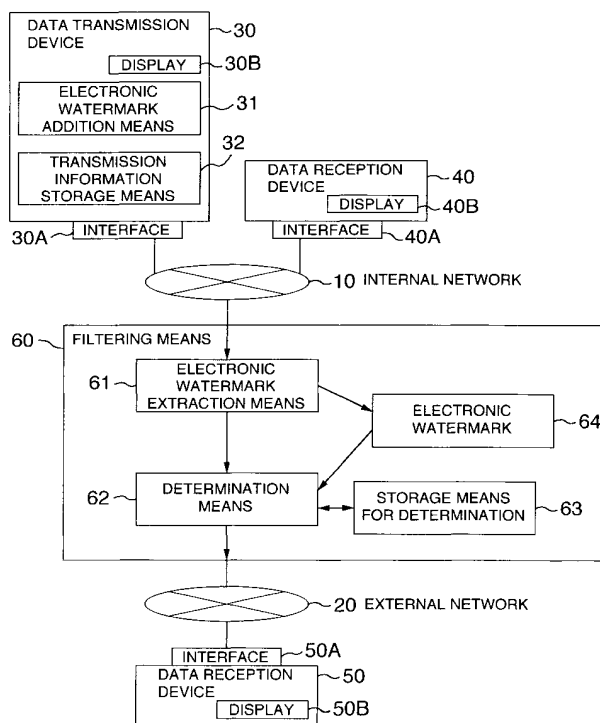 DATA TRANSMISSION
DEVICE
30
DISPLAY
30B
ELECTRONIC
WATERMARK
ADDITION MEANS
31
TRANSMISSION
INFORMATION
STORAGE MEANS
32
30A
INTERFACE
DATA RECEPTION
DEVICE
40
DISPLAY
40B
INTERFACE
40A
10 INTERNAL NETWORK
60
FILTERING MEANS
61
ELECTRONIC
WATERMARK
EXTRACTION MEANS
ELECTRONIC
WATERMARK
64
62
DETERMINATION
MEANS
STORAGE MEANS
FOR DETERMINATION
63
20 EXTERNAL NETWORK
INTERFACE
50A
DATA RECEPTION
DEVICE
50
DISPLAY
50B